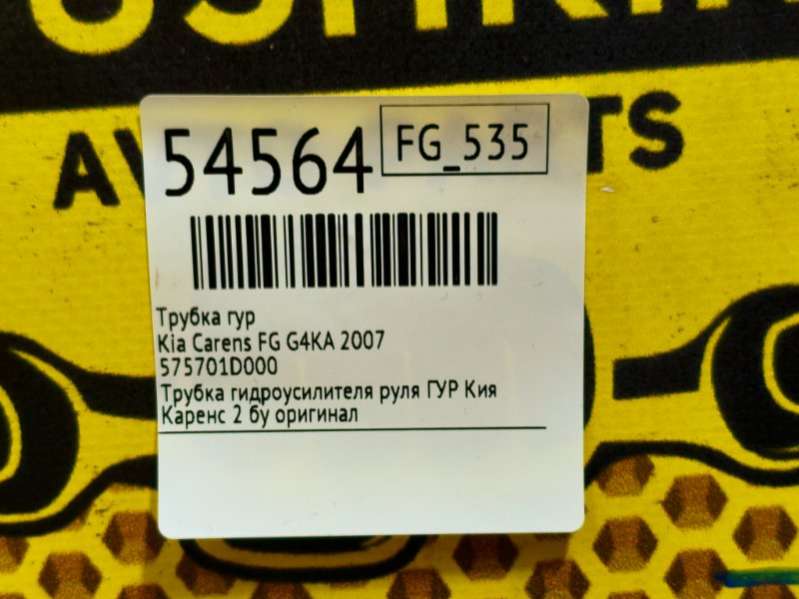 54564
FG_535
Трубка гур
Kia Carens FG G4KA 2007
575701D000
Трубка гидроусилителя руля ГУР Кия
Каренс 2 бу оригинал